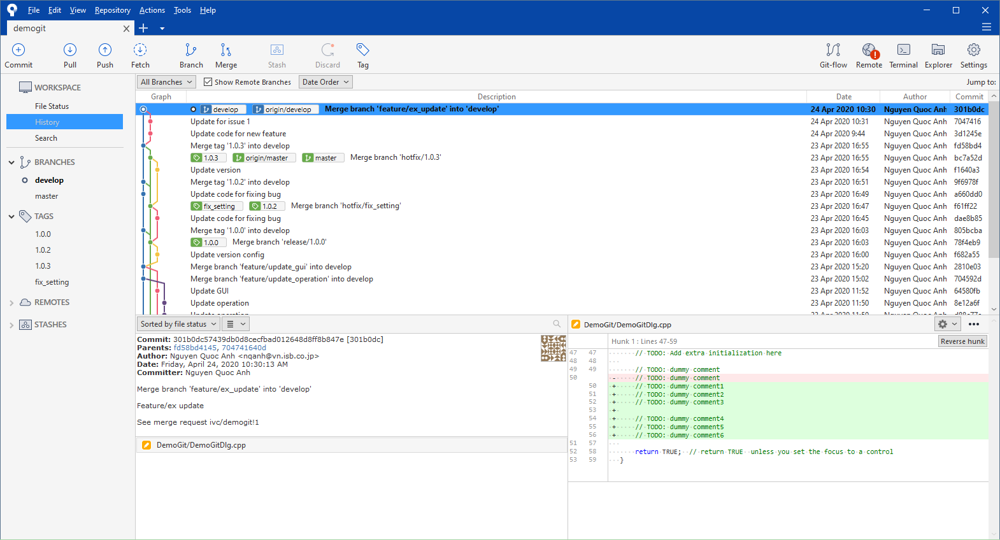 File Edit View Repository Actions Tools Help
demogit
Commit Pull Push Fetch Branch Merge Stash Discard Tag Git-flow Remote Terminal Explorer Settings
WORKSPACE
File Status
History
Search
BRANCHES
develop
master
TAGS
1.0.0
1.0.2
1.0.3
fix_setting
REMOTES
STASHES
All Branches Show Remote Branches Date Order Jump to:
Graph Description Date Author Commit
develop origin/develop Merge branch 'feature/ex_update' into 'develop' 24 Apr 2020 10:30 Nguyen Quoc Anh 301b0dc
Update for issue 1 24 Apr 2020 10:31 Nguyen Quoc Anh 7047416
Update code for new feature 24 Apr 2020 9:44 Nguyen Quoc Anh 3d1245e
Merge tag '1.0.3' into develop 23 Apr 2020 16:55 Nguyen Quoc Anh fd58bd4
1.0.3 origin/master master Merge branch 'hotfix/1.0.3' 23 Apr 2020 16:55 Nguyen Quoc Anh bc7a52d
Update version 23 Apr 2020 16:54 Nguyen Quoc Anh f1640a3
Merge tag '1.0.2' into develop 23 Apr 2020 16:51 Nguyen Quoc Anh 9f6978f
Update code for fixing bug 23 Apr 2020 16:49 Nguyen Quoc Anh a660dd0
fix_setting 1.0.2 Merge branch 'hotfix/fix_setting' 23 Apr 2020 16:47 Nguyen Quoc Anh f61ff22
Update code for fixing bug 23 Apr 2020 16:45 Nguyen Quoc Anh dae8b85
Merge tag '1.0.0' into develop 23 Apr 2020 16:03 Nguyen Quoc Anh 805bcba
1.0.0 Merge branch 'release/1.0.0' 23 Apr 2020 16:03 Nguyen Quoc Anh 78f4eb9
Update version config 23 Apr 2020 16:00 Nguyen Quoc Anh f682a55
Merge branch 'feature/update_gui' into develop 23 Apr 2020 15:20 Nguyen Quoc Anh 2810e03
Merge branch 'feature/update_operation' into develop 23 Apr 2020 15:02 Nguyen Quoc Anh 704592d
Update GUI 23 Apr 2020 11:52 Nguyen Quoc Anh 64580fb
Update operation 23 Apr 2020 11:50 Nguyen Quoc Anh 8e12a6f
Update operation 23 Apr 2020 11:50 Nguyen Quoc Anh
Sorted by file status
Commit: 301b0dc57439db0d8cecfbad012648d8ff8b847e [301b0dc]
Parents: fd58bd4145, 704741640d
Author: Nguyen Quoc Anh <nqanh@vn.isb.co.jp>
Date: Friday, April 24, 2020 10:30:13 AM
Committer: Nguyen Quoc Anh
Merge branch 'feature/ex_update' into 'develop'
Feature/ex update
See merge request ivc/demogit!1
DemoGit/DemoGitDlg.cpp
DemoGit/DemoGitDlg.cpp
Hunk 1 : Lines 47-59 Reverse hunk
47 47 // TODO: Add extra initialization here
48 48
49 49 // TODO: dummy comment
50 - // TODO: dummy comment
50 + // TODO: dummy comment1
51 + // TODO: dummy comment2
52 + // TODO: dummy comment3
53 +
54 + // TODO: dummy comment4
55 + // TODO: dummy comment5
56 + // TODO: dummy comment6
51 57
52 58 return TRUE; // return TRUE unless you set the focus to a control
53 59 }